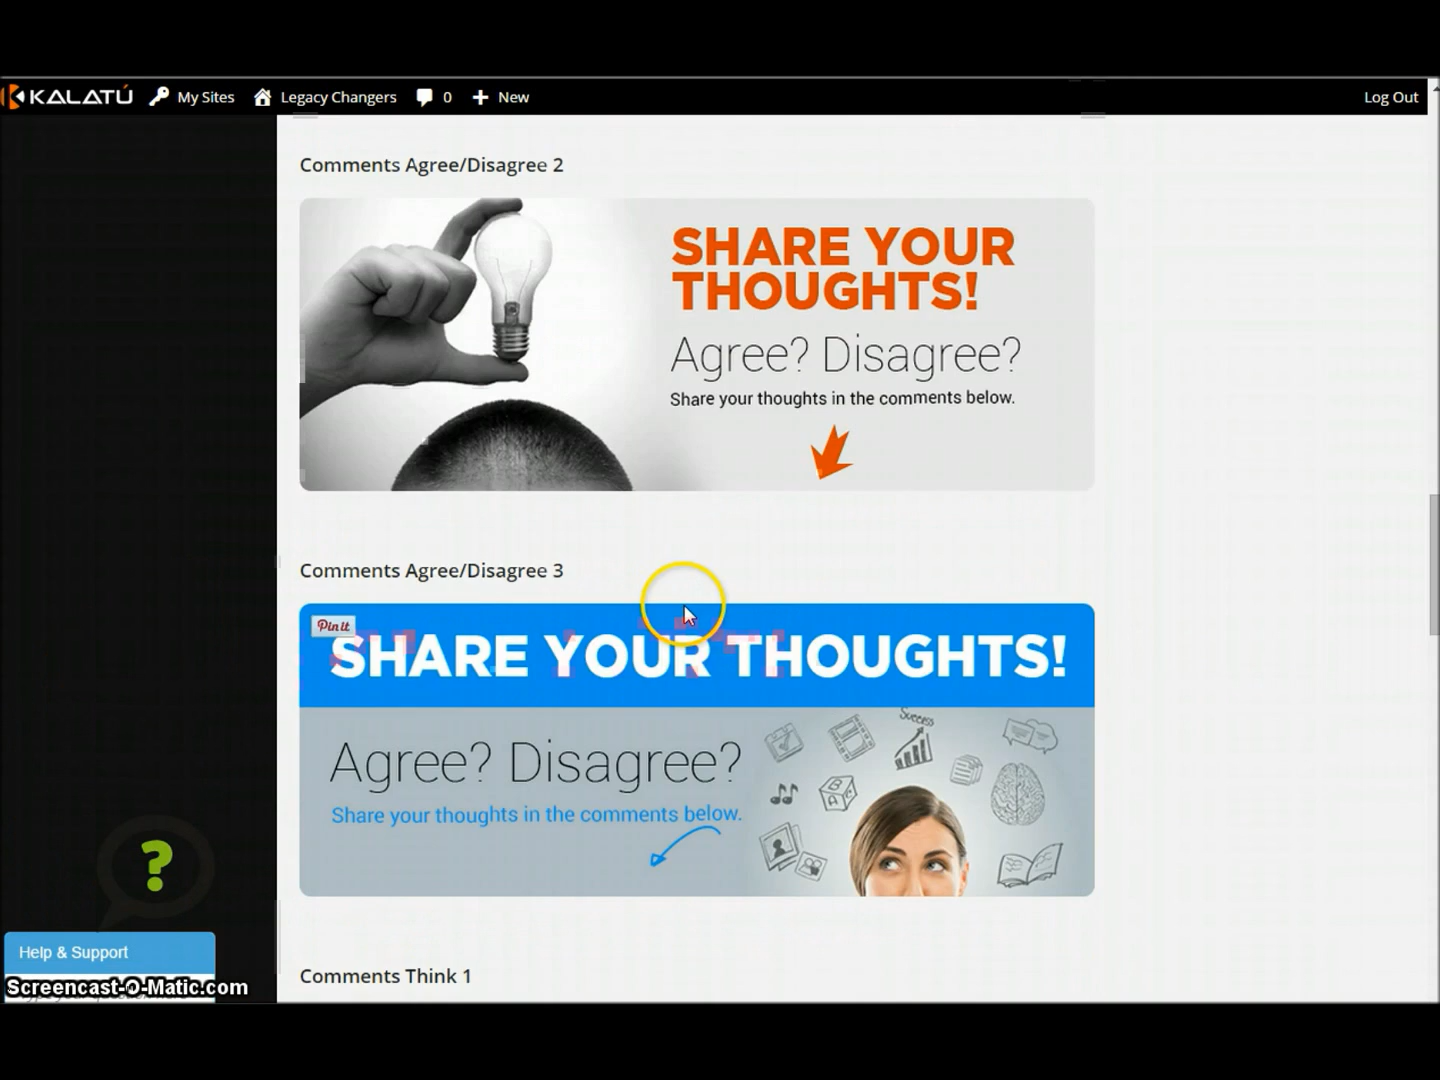 KALATÚ My Sites Legacy Changers 0 New Log Out
Comments Agree/Disagree 2
SHARE YOUR
THOUGHTS!
Agree? Disagree?
Share your thoughts in the comments below.
Comments Agree/Disagree 3
Pin it
SHARE YOUR THOUGHTS!
Success
Agree? Disagree?
Share your thoughts in the comments below.
A B C
?
Help & Support
Comments Think 1
Screencast-O-Matic.com